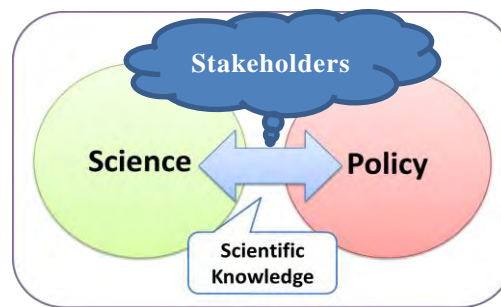 Stakeholders
Science
Policy
Scientific
Knowledge